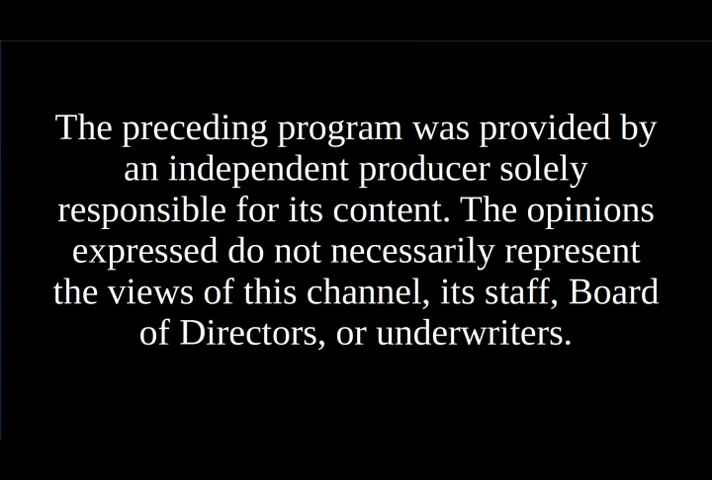 The preceding program was provided by
an independent producer solely
responsible for its content. The opinions
expressed do not necessarily represent
the views of this channel, its staff, Board
of Directors, or underwriters.